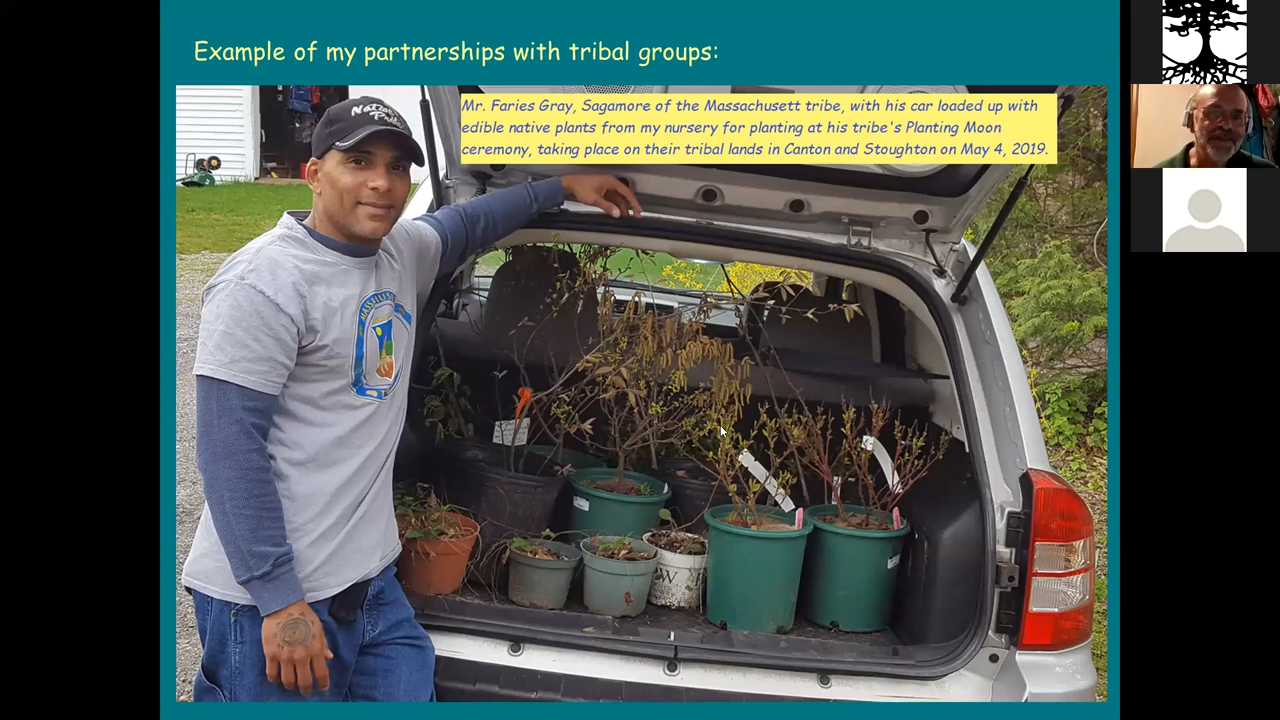 Example of my partnerships with tribal groups:
Mr. Faries Gray, Sagamore of the Massachusett tribe, with his car loaded up with
edible native plants from my nursery for planting at his tribe's Planting Moon
ceremony, taking place on their tribal lands in Canton and Stoughton on May 4, 2019.
Native
Pride